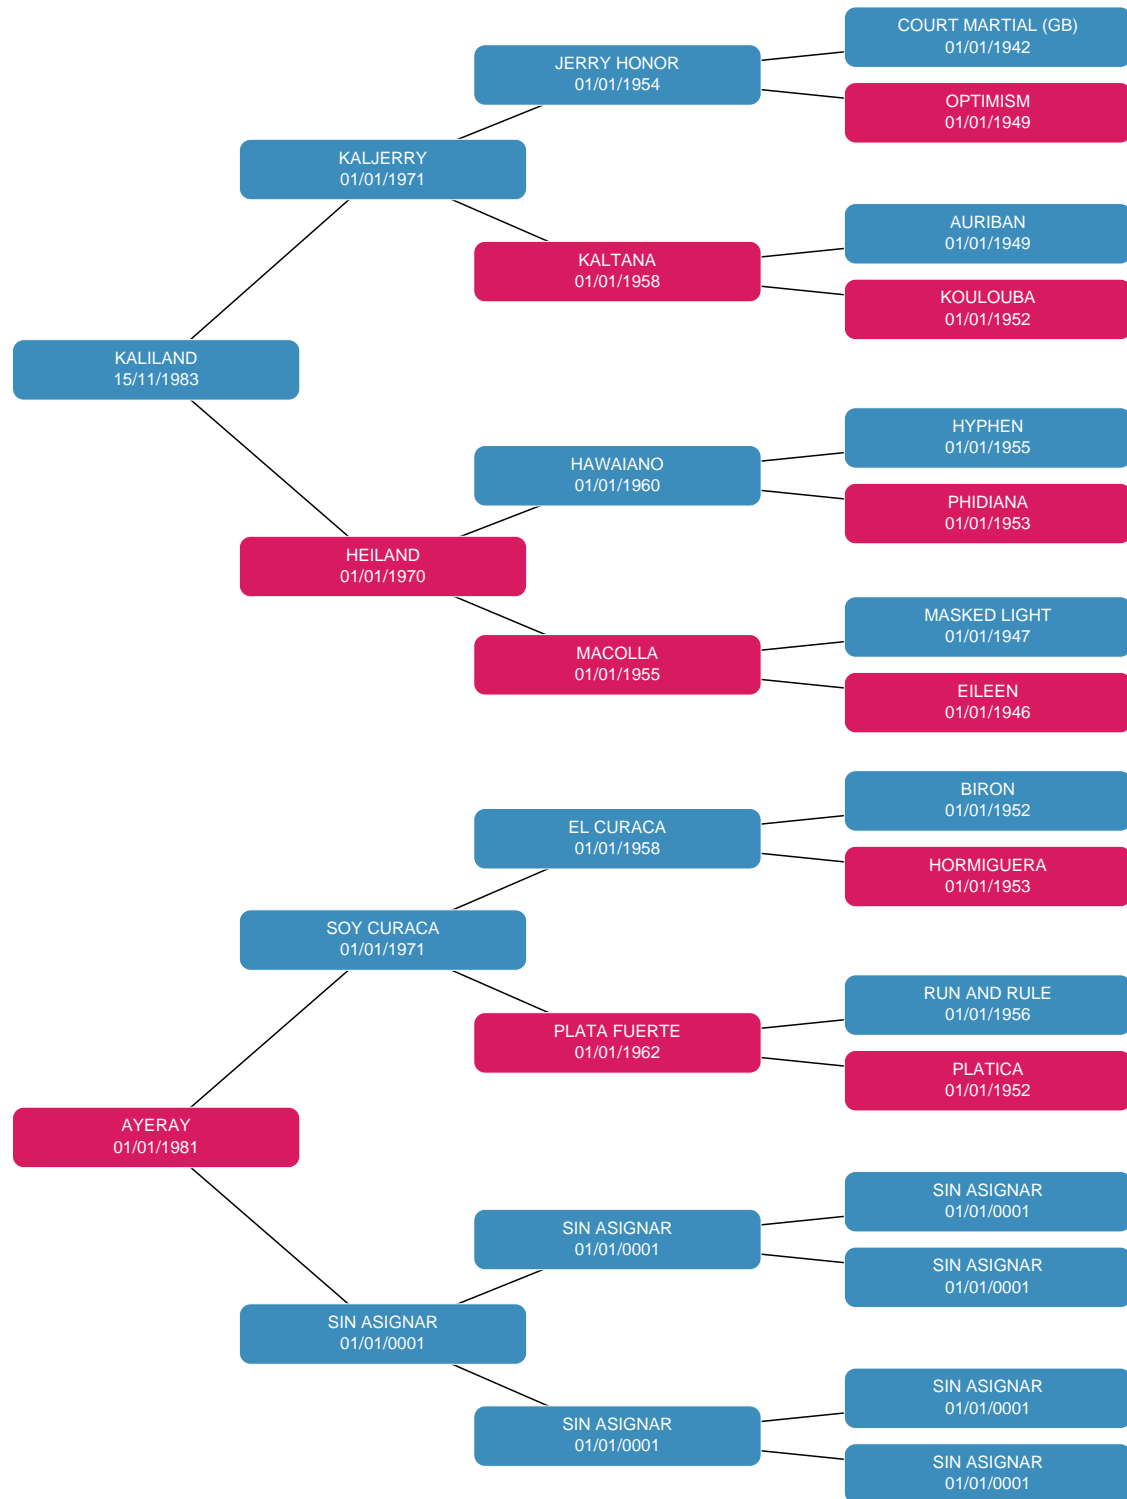 COURT MARTIAL (GB)
01/01/1942
JERRY HONOR
01/01/1954
OPTIMISM
01/01/1949
KALJERRY
01/01/1971
AURIBAN
01/01/1949
KALTANA
01/01/1958
KOULOUBA
01/01/1952
KALILAND
15/11/1983
HYPHEN
01/01/1955
HAWAIANO
01/01/1960
PHIDIANA
01/01/1953
HEILAND
01/01/1970
MASKED LIGHT
01/01/1947
MACOLLA
01/01/1955
EILEEN
01/01/1946
BIRON
01/01/1952
EL CURACA
01/01/1958
HORMIGUERA
01/01/1953
SOY CURACA
01/01/1971
RUN AND RULE
01/01/1956
PLATA FUERTE
01/01/1962
PLATICA
01/01/1952
AYERAY
01/01/1981
SIN ASIGNAR
01/01/0001
SIN ASIGNAR
01/01/0001
SIN ASIGNAR
01/01/0001
SIN ASIGNAR
01/01/0001
SIN ASIGNAR
01/01/0001
SIN ASIGNAR
01/01/0001
SIN ASIGNAR
01/01/0001